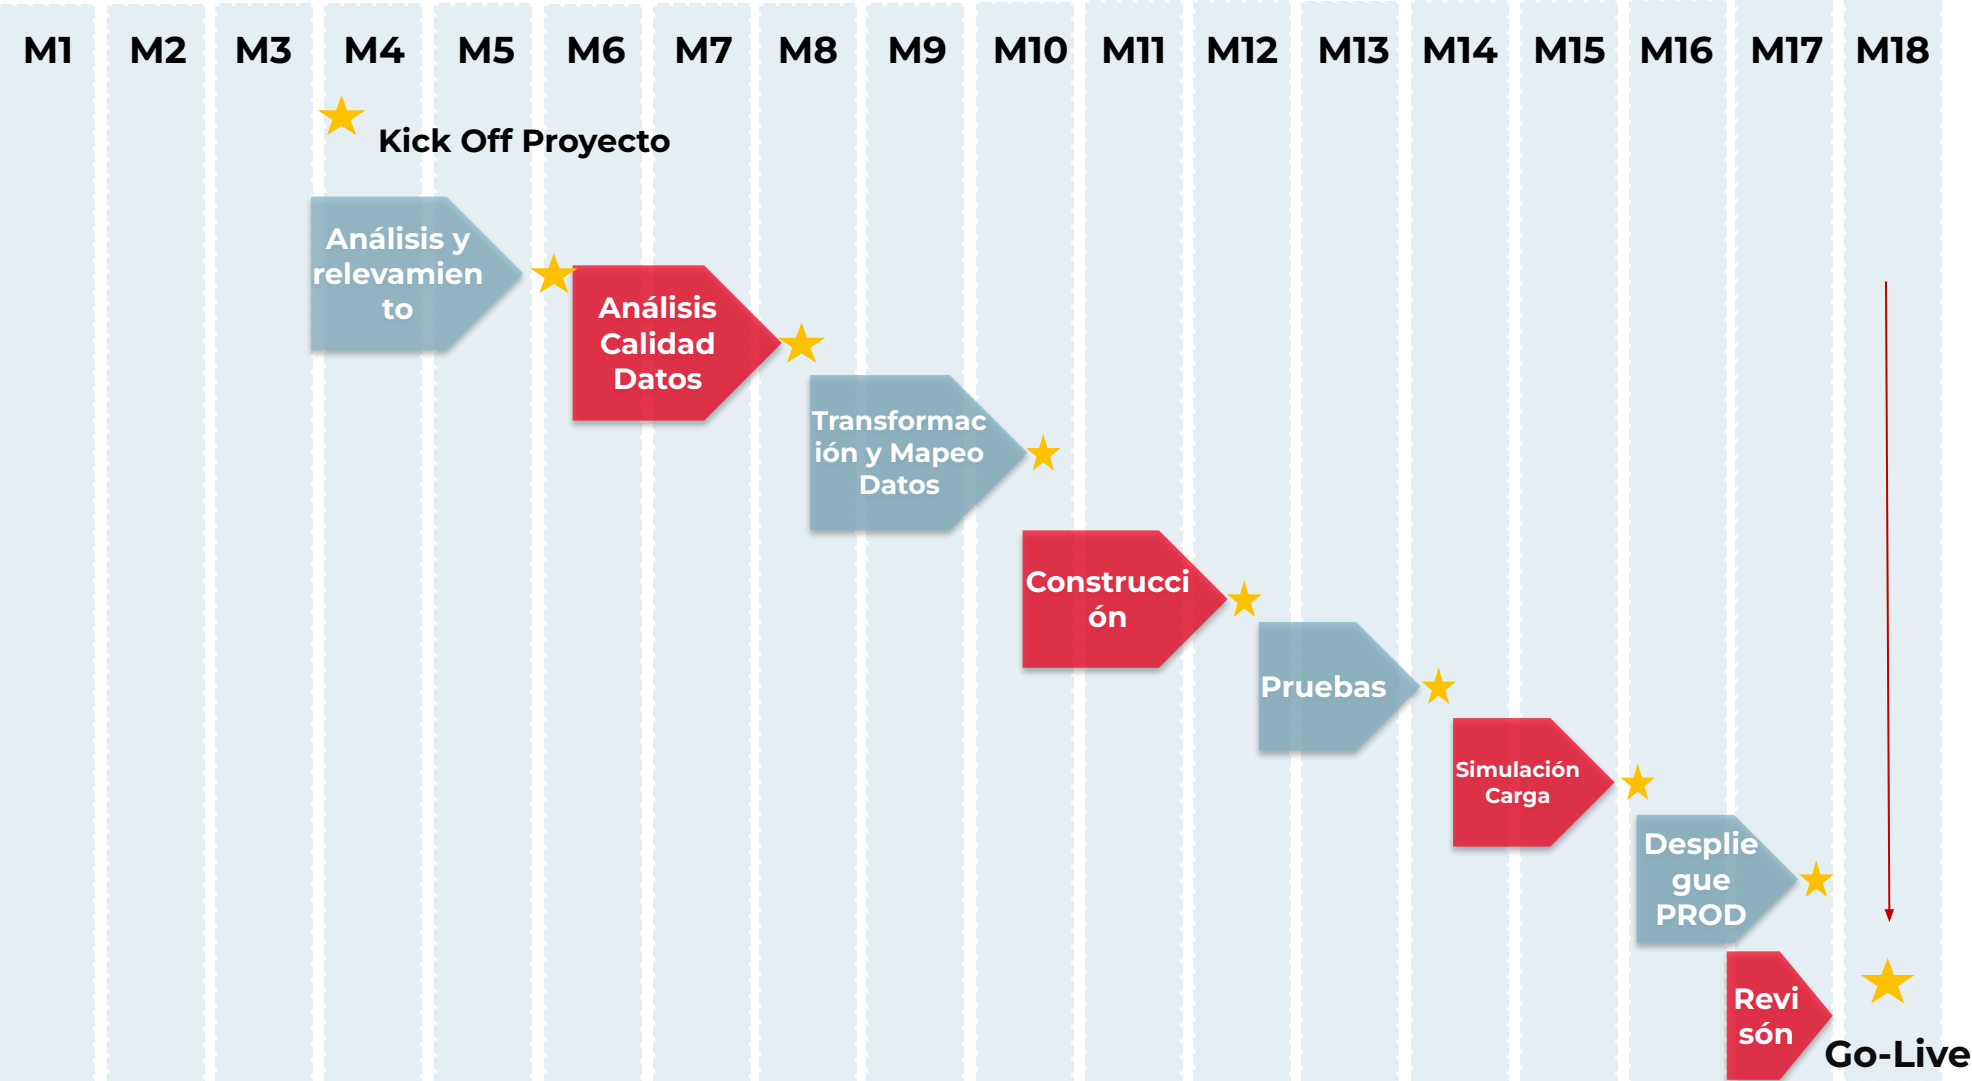 M1 M2 M3 M4 M5 M6 M7 M8 M9 M10 M11 M12 M13 M14 M15 M16 M17 M18
Kick Off Proyecto
Análisis y
relevamien
to
Análisis
Calidad
Datos
Transformac
ión y Mapeo
Datos
Construcci
ón
Pruebas
Simulación
Carga
Desplie
gue
PROD
Revi
són
Go-Live